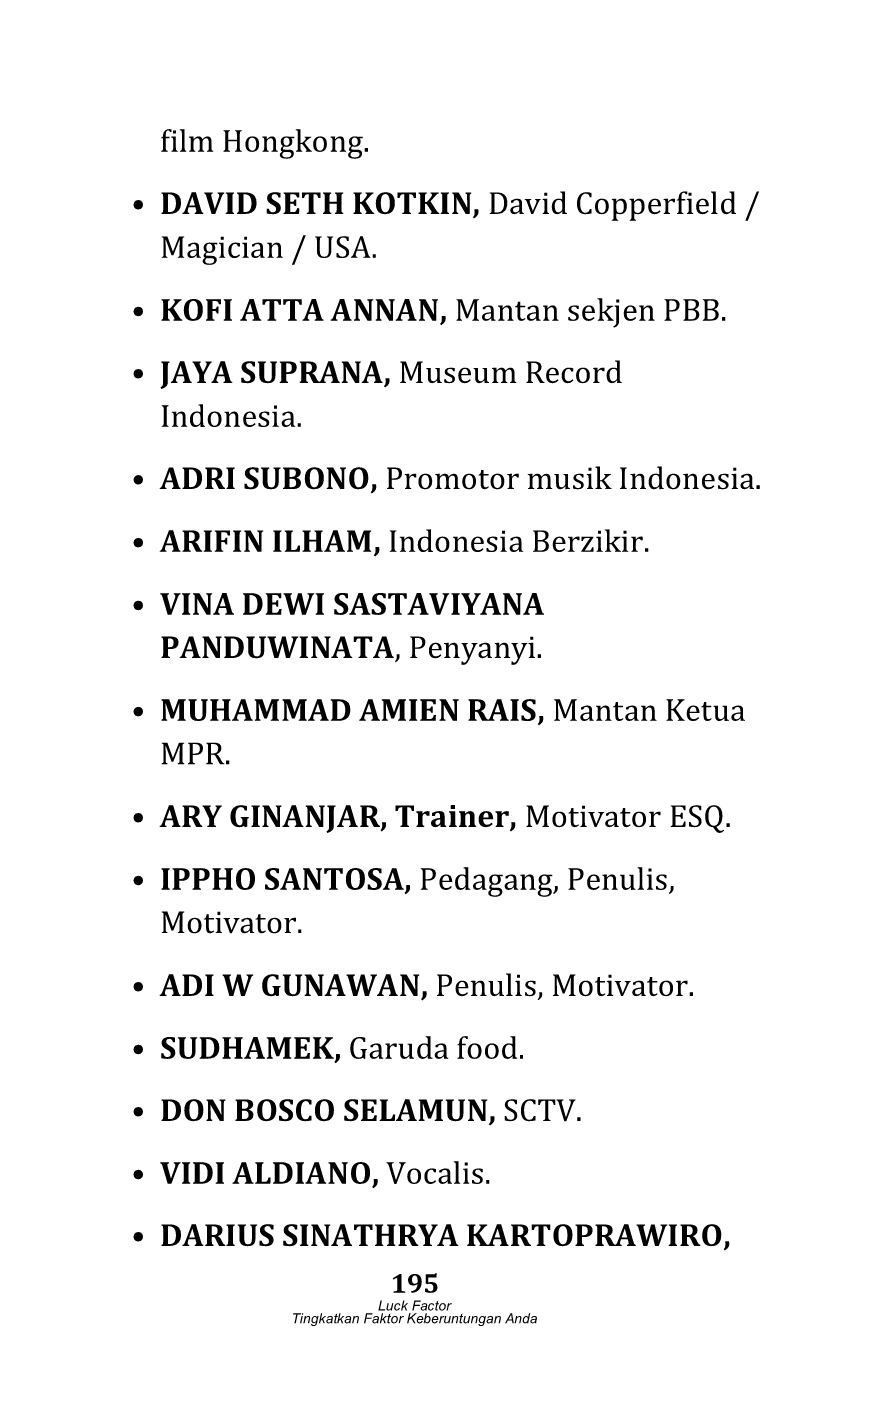 film Hongkong.
• DAVID SETH KOTKIN, David Copperfield /
Magician / USA.
• KOFI ATTA ANNAN, Mantan sekjen PBB.
• JAYA SUPRANA, Museum Record
Indonesia.
• ADRI SUBONO, Promotor musik Indonesia.
• ARIFIN ILHAM, Indonesia Berzikir.
• VINA DEWI SASTAVIYANA
PANDUWINATA, Penyanyi.
• MUHAMMAD AMIEN RAIS, Mantan Ketua
MPR.
• ARY GINANJAR, Trainer, Motivator ESQ.
• IPPHO SANTOSA, Pedagang, Penulis,
Motivator.
• ADI W GUNAWAN, Penulis, Motivator.
• SUDHAMEK, Garuda food.
• DON BOSCO SELAMUN, SCTV.
• VIDI ALDIANO, Vocalis.
• DARIUS SINATHRYA KARTOPRAWIRO,
195
Luck Factor
Tingkatkan Faktor Keberuntungan Anda